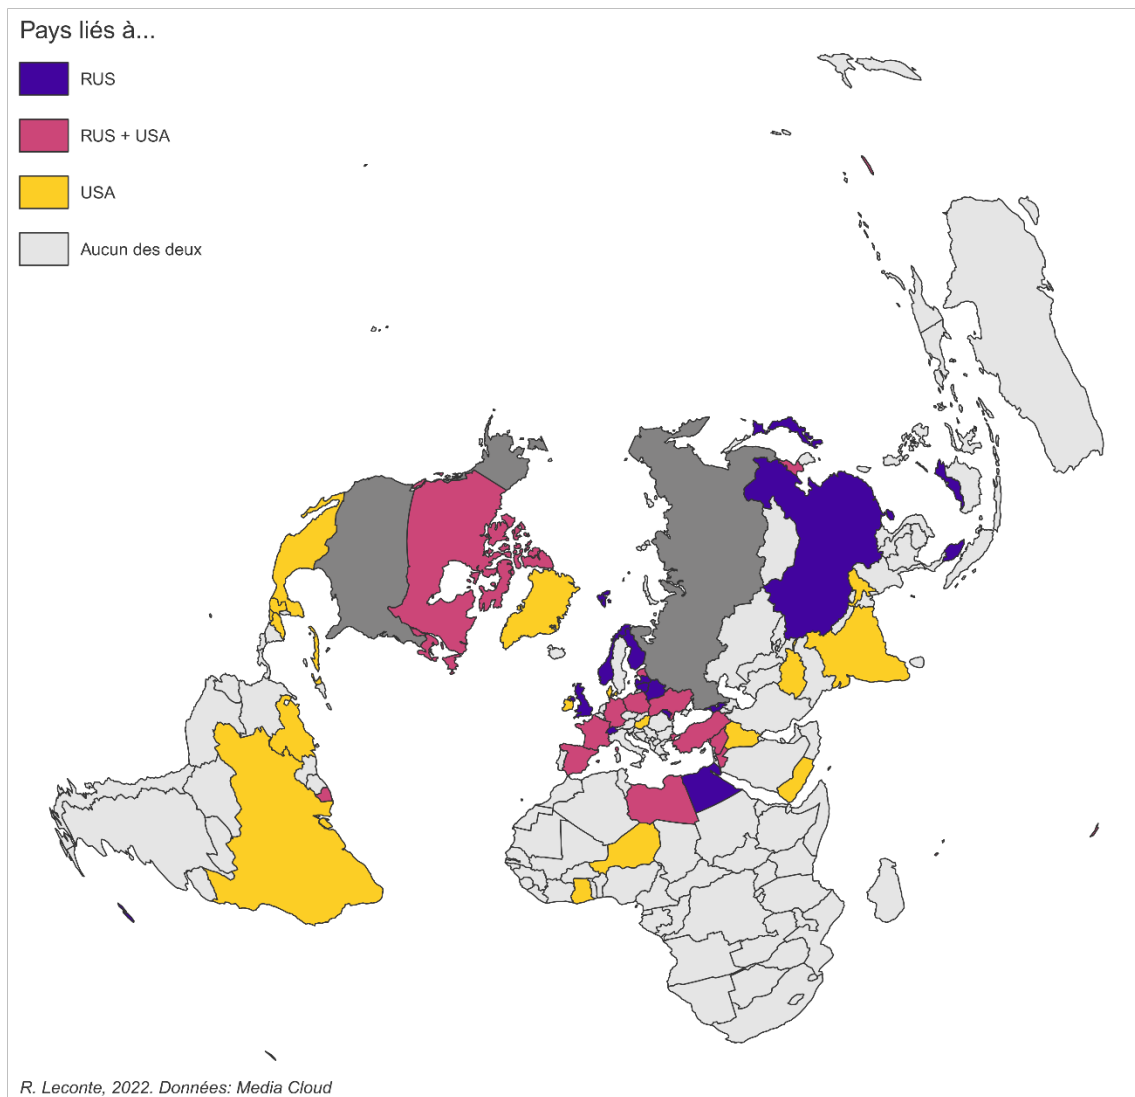 Pays liés à...
RUS
RUS + USA
USA
Aucun des deux
R. Leconte, 2022. Données: Media Cloud